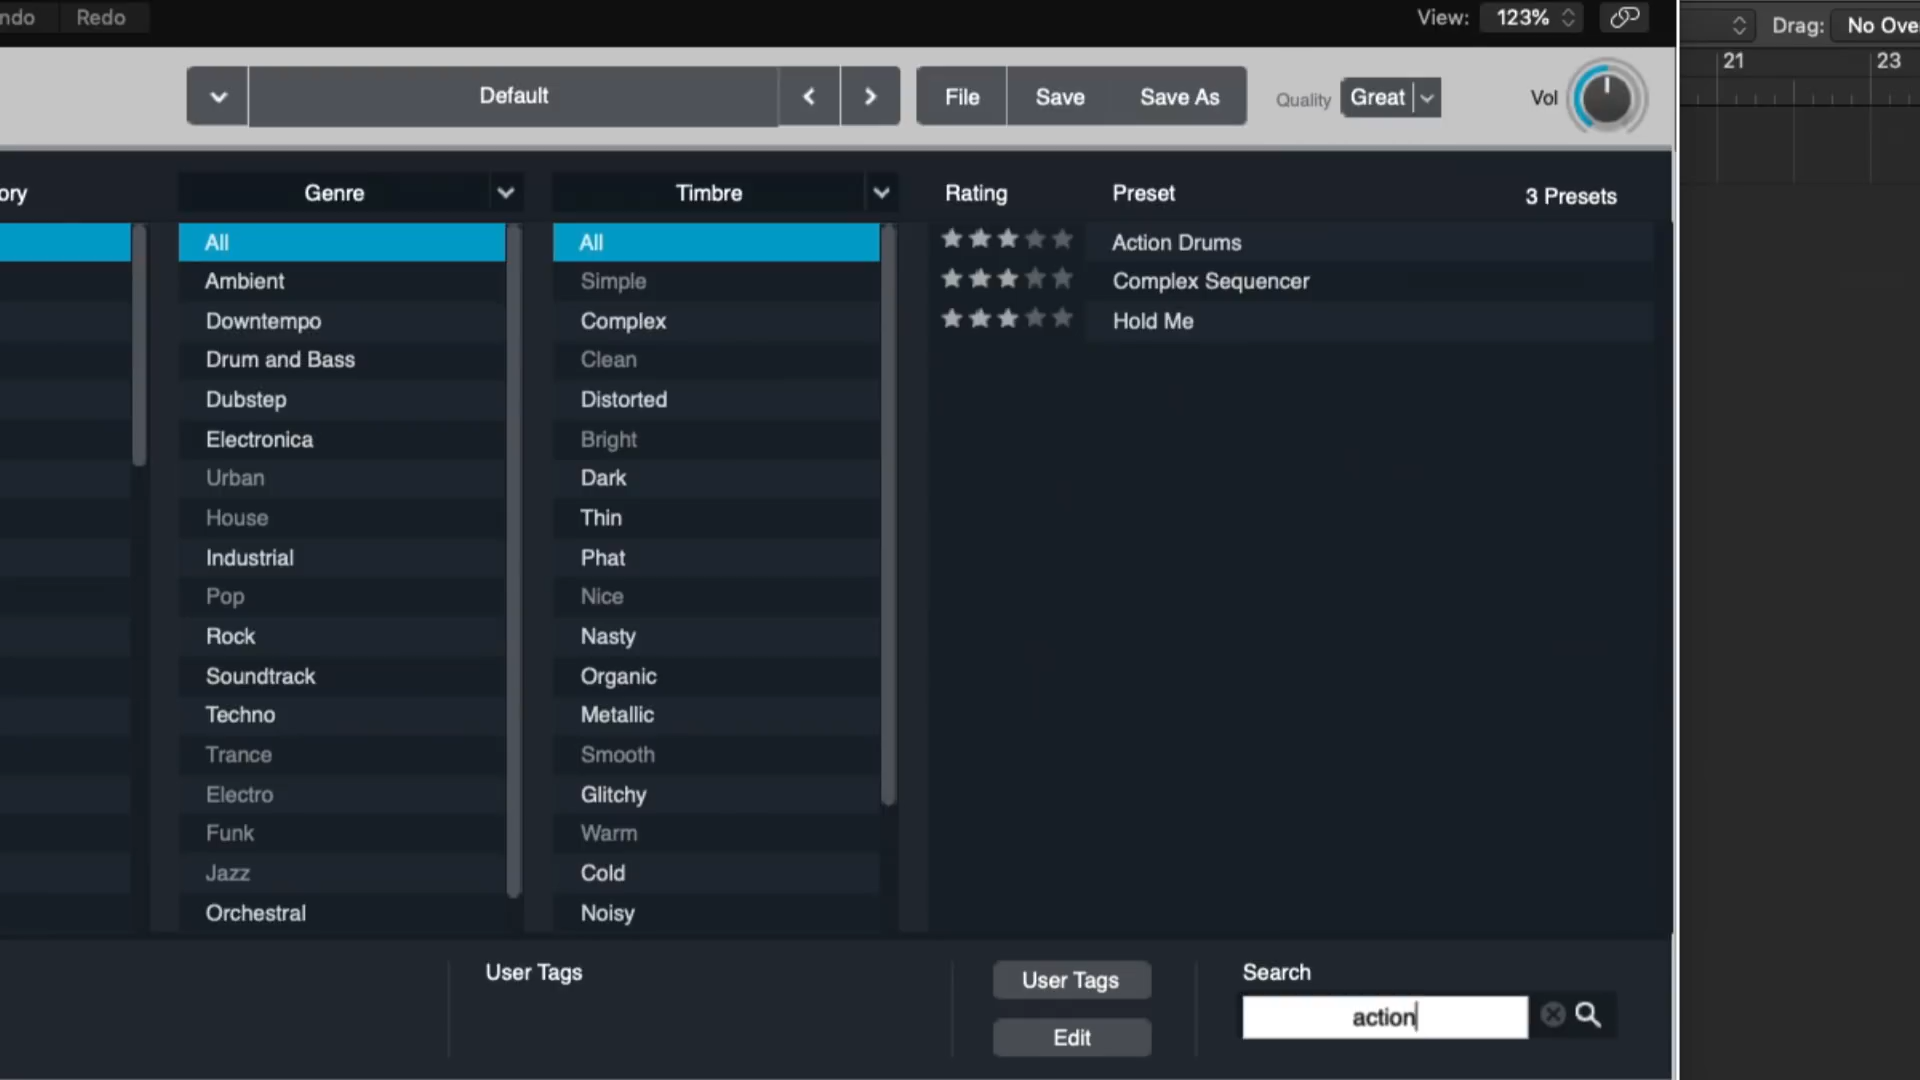 ndo Redo View: 123% Drag: No Ove
21 23
Default File Save Save As Quality Great Vol
ory Genre Timbre Rating Preset 3 Presets
All All Action Drums
Ambient Simple Complex Sequencer
Downtempo Complex Hold Me
Drum and Bass Clean
Dubstep Distorted
Electronica Bright
Urban Dark
House Thin
Industrial Phat
Pop Nice
Rock Nasty
Soundtrack Organic
Techno Metallic
Trance Smooth
Electro Glitchy
Funk Warm
Jazz Cold
Orchestral Noisy
User Tags User Tags Search
Edit action